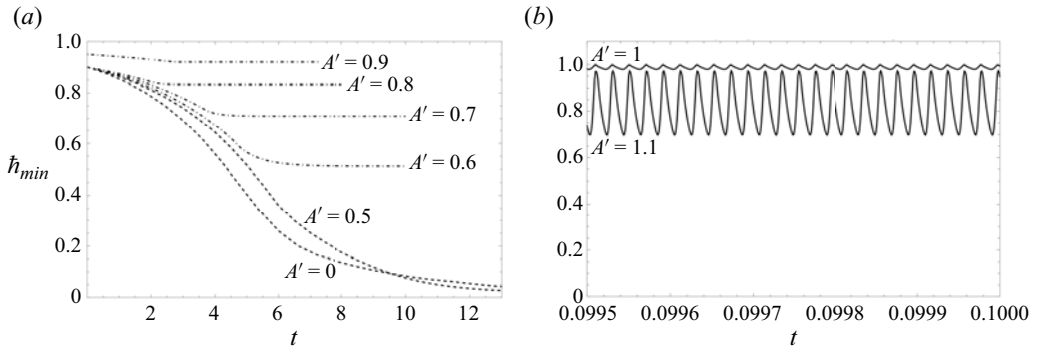 (a)
1.0
0.8
0.6
0.4
0.2
0
ħmin
A′ = 0.9
A′ = 0.8
A′ = 0.7
A′ = 0.6
A′ = 0.5
A′ = 0
2 4 6 8 10 12
t
(b)
1.0
0.8
0.6
0.4
0.2
0
A′ = 1
A′ = 1.1
0.0995 0.0996 0.0997 0.0998 0.0999 0.1000
t